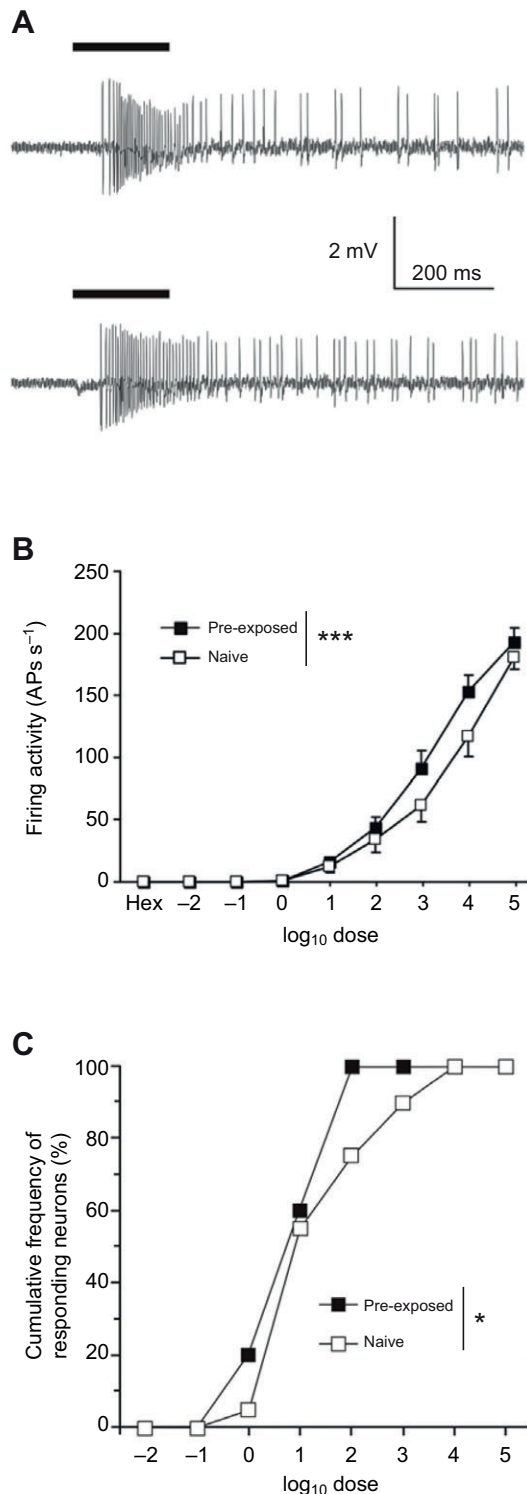 A
2 mV
200 ms
B
Firing activity (APs s⁻¹)
250
200
150
100
50
0
Pre-exposed
Naive
***
Hex –2 –1 0 1 2 3 4 5
log₁₀ dose
C
Cumulative frequency of
responding neurons (%)
100
80
60
40
20
0
Pre-exposed
Naive
*
–2 –1 0 1 2 3 4 5
log₁₀ dose